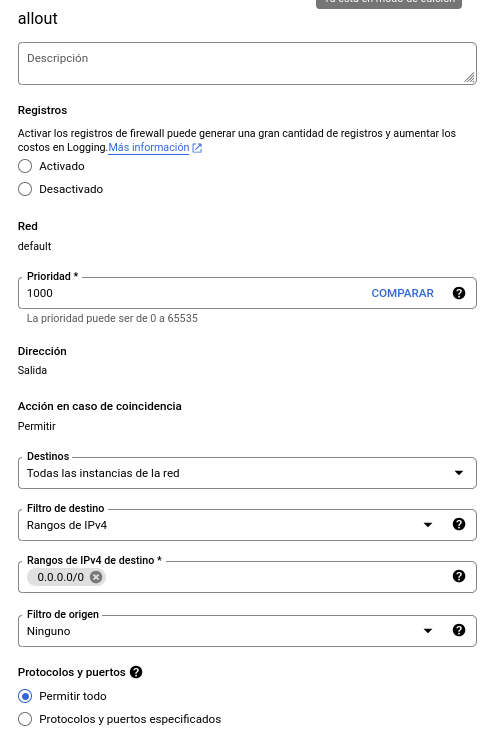 allout
Descripción
Registros
Activar los registros de firewall puede generar una gran cantidad de registros y aumentar los
costos en Logging.Más información
Activado
Desactivado
Red
default
Prioridad *
1000
COMPARAR
La prioridad puede ser de 0 a 65535
Dirección
Salida
Acción en caso de coincidencia
Permitir
Destinos
Todas las instancias de la red
Filtro de destino
Rangos de IPv4
Rangos de IPv4 de destino *
0.0.0.0/0
Filtro de origen
Ninguno
Protocolos y puertos
Permitir todo
Protocolos y puertos especificados